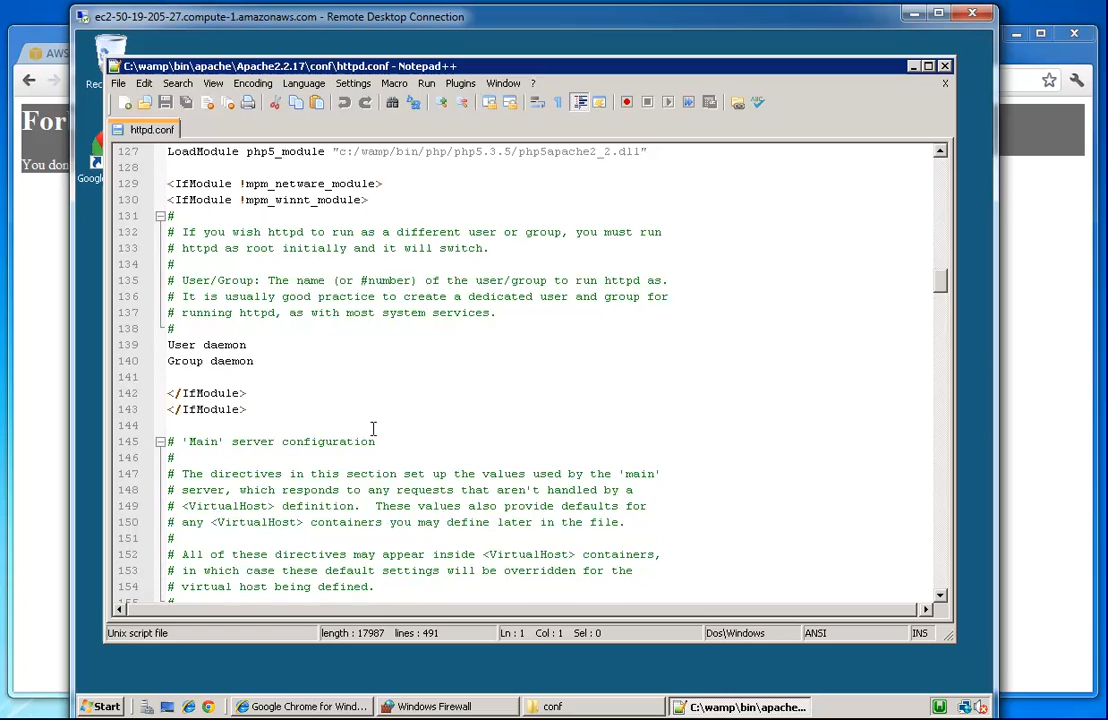 ec2-50-19-205-27.compute-1.amazonaws.com - Remote Desktop Connection
AWS
Rec
C:\wamp\bin\apache\Apache2.2.17\conf\httpd.conf - Notepad++
File Edit Search View Encoding Language Settings Macro Run Plugins Window ? X
httpd.conf
For
You don
Google
127 LoadModule php5_module "c:/wamp/bin/php/php5.3.5/php5apache2_2.dll"
128
129 <IfModule !mpm_netware_module>
130 <IfModule !mpm_winnt_module>
131 #
132 # If you wish httpd to run as a different user or group, you must run
133 # httpd as root initially and it will switch.
134 #
135 # User/Group: The name (or #number) of the user/group to run httpd as.
136 # It is usually good practice to create a dedicated user and group for
137 # running httpd, as with most system services.
138 #
139 User daemon
140 Group daemon
141
142 </IfModule>
143 </IfModule>
144
145 # 'Main' server configuration
146 #
147 # The directives in this section set up the values used by the 'main'
148 # server, which responds to any requests that aren't handled by a
149 # <VirtualHost> definition.  These values also provide defaults for
150 # any <VirtualHost> containers you may define later in the file.
151 #
152 # All of these directives may appear inside <VirtualHost> containers,
153 # in which case these default settings will be overridden for the
154 # virtual host being defined.
Unix script file length : 17987 lines : 491 Ln : 1 Col : 1 Sel : 0 Dos\Windows ANSI INS
Start Google Chrome for Wind... Windows Firewall conf C:\wamp\bin\apache...